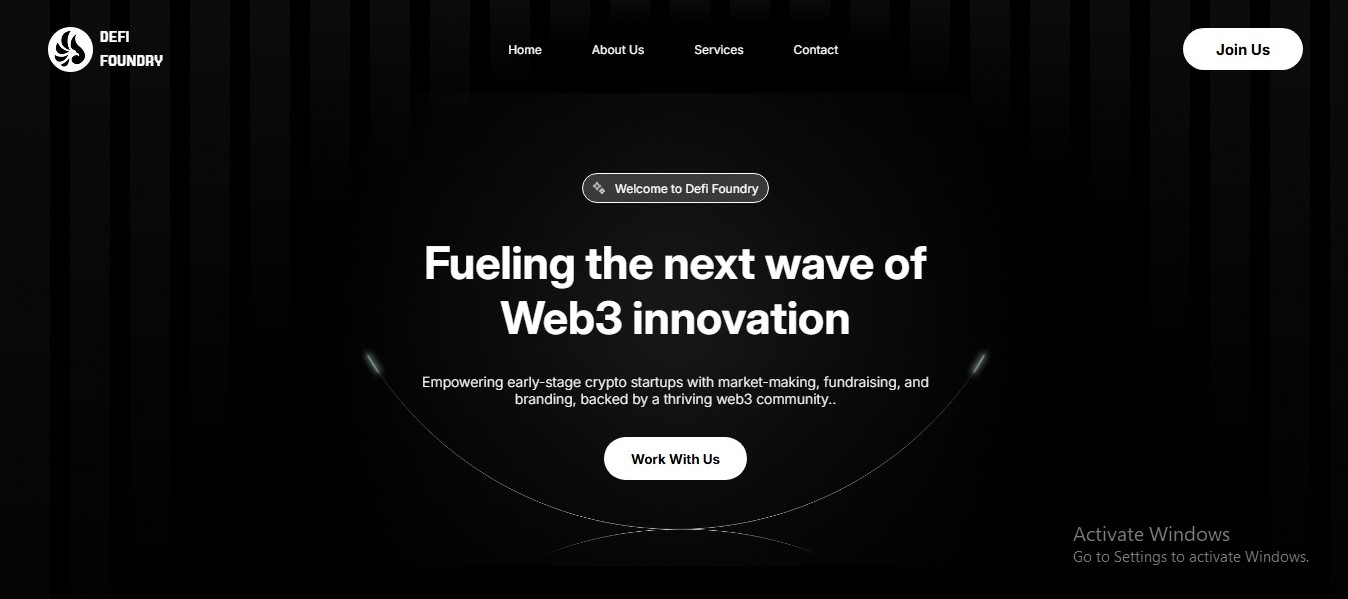 DEFI
FOUNDRY
Home
About Us
Services
Contact
Join Us
Welcome to Defi Foundry
Fueling the next wave of
Web3 innovation
Empowering early-stage crypto startups with market-making, fundraising, and
branding, backed by a thriving web3 community..
Work With Us
Activate Windows
Go to Settings to activate Windows.